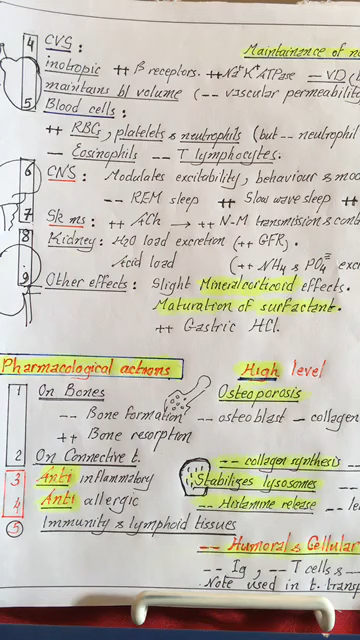 4 CVS :
Maintainance of n
inotropic ++ β receptors. ++ Na⁺K⁺ATPase — VD (
maintains bl volume (-- vascular permeabilit
5 Blood cells :
++ RBC, platelets & neutrophils (but -- neutrophil
-- Eosinophils -- T lymphocytes.
6 CNS : Modulates excitability, behaviour & moo
-- REM sleep ++ Slow wave sleep ++
7 Sk ms : ++ ACh → ++ N-M transmission & cont
8 Kidney : H₂O load excretion (++ GFR).
Acid load (++ NH₄ & PO₄ exc
9 Other effects : Slight Mineralcorticoid effects.
Maturation of surfactant.
++ Gastric HCl.
Pharmacological actions High level
1 On Bones Osteoporosis
-- Bone formation -- osteoblast — collagen
++ Bone resorption
2 On Connective t. -- collagen synthesis
3 Anti inflammatory Stabilizes lysosomes
4 Anti allergic -- Histamine release -- le
5 Immunity & lymphoid tissues
-- Humoral & Cellular
-- Ig, -- T cells &
Note used in t. transp